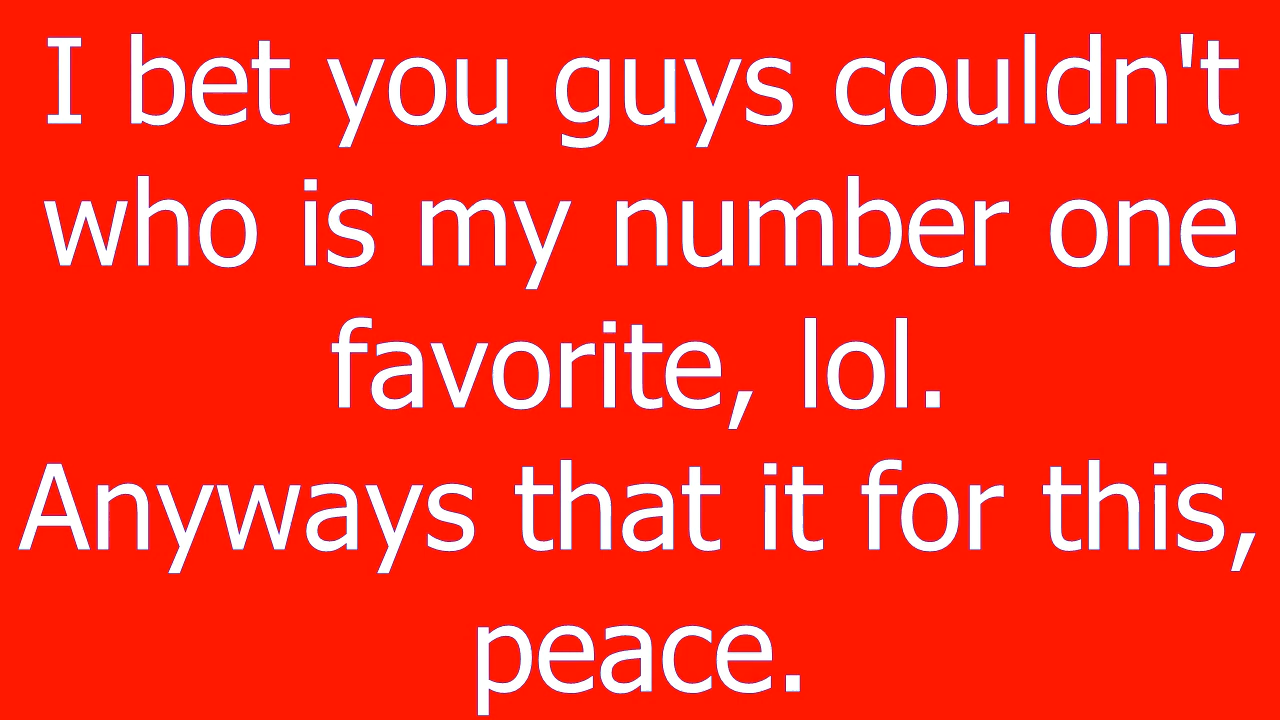 I bet you guys couldn't
who is my number one
favorite, lol.
Anyways that it for this,
peace.